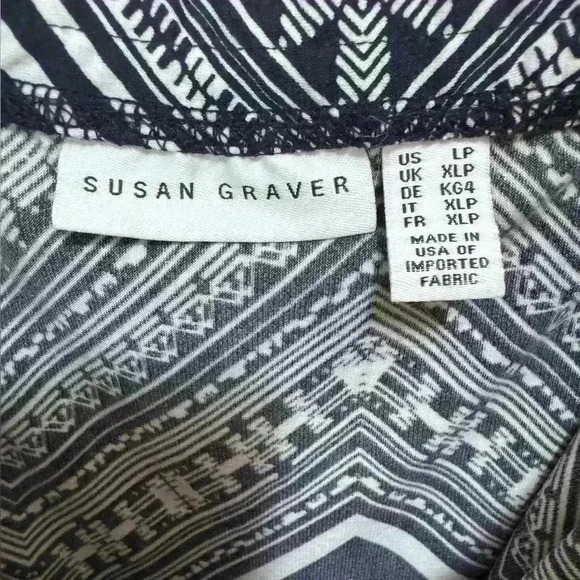 SUSAN GRAVER
US LP
UK XLP
DE KG4
IT XLP
FR XLP
MADE IN
USA OF
IMPORTED
FABRIC